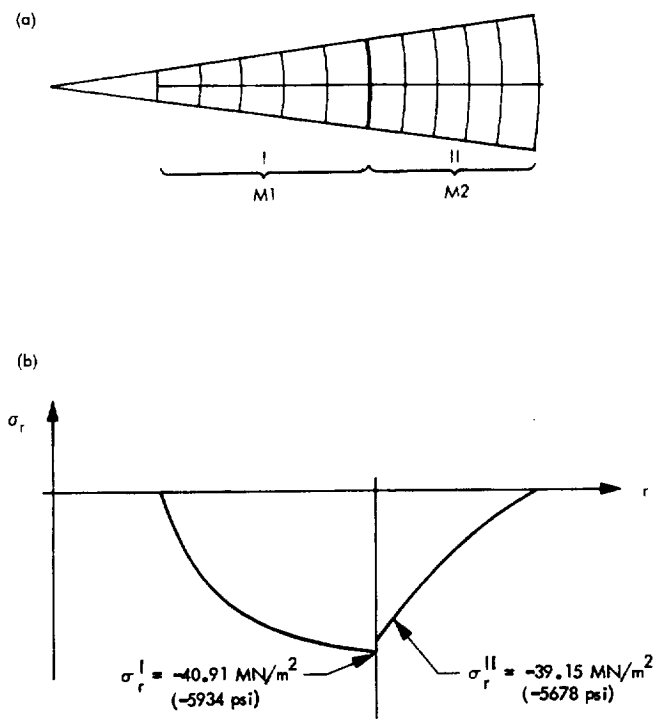 (a)
I II
M1 M2
(b)
σr
r
σrI = -40.91 MN/m2
(-5934 psi)
σrII = -39.15 MN/m2
(-5678 psi)